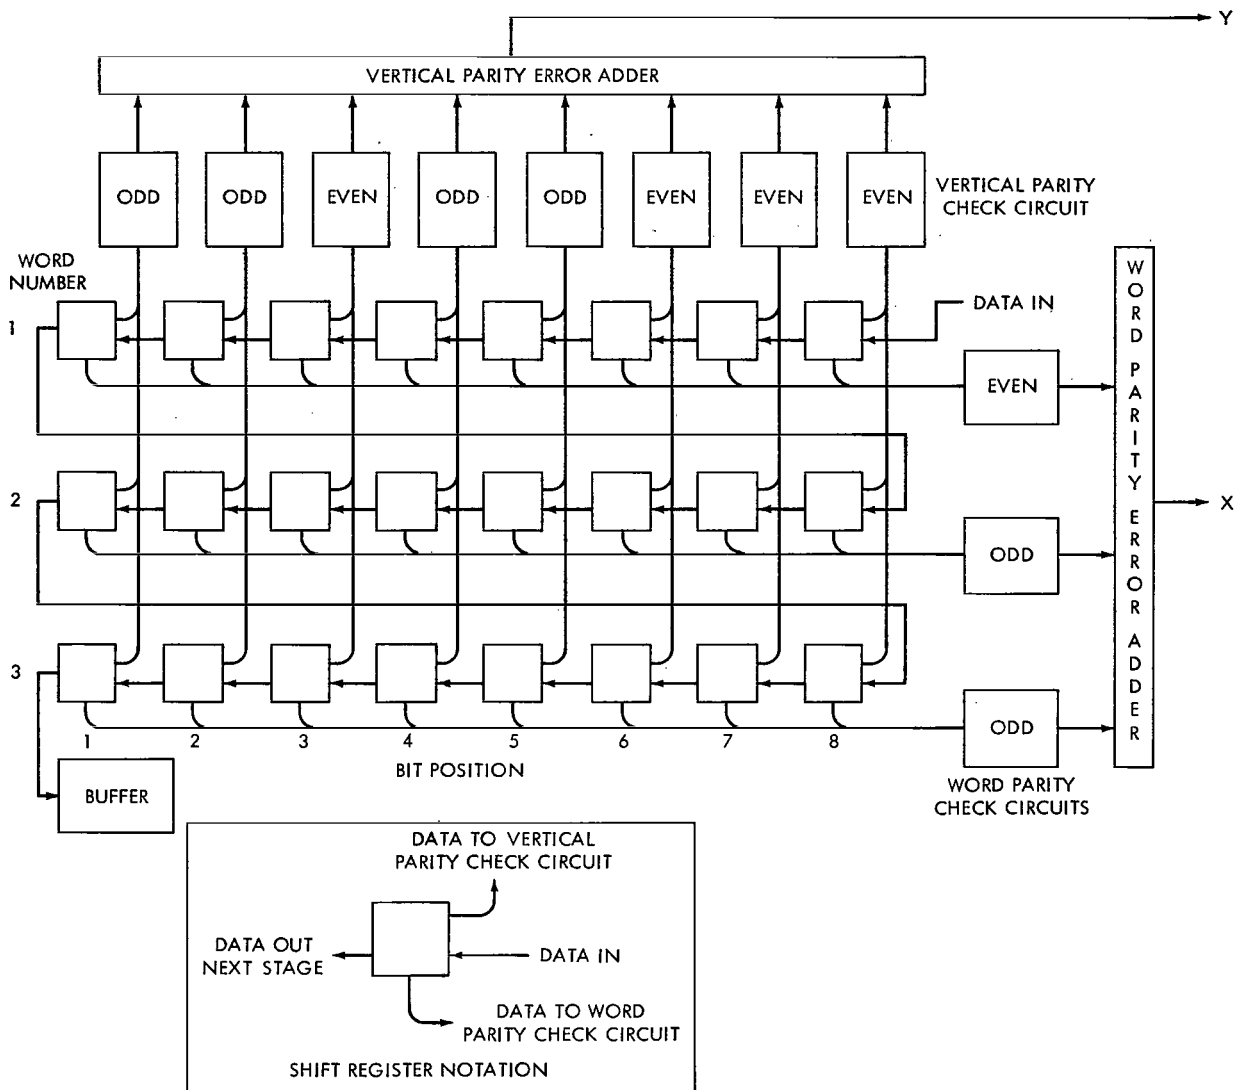 Y
VERTICAL PARITY ERROR ADDER
ODD ODD EVEN ODD ODD EVEN EVEN EVEN
VERTICAL PARITY
CHECK CIRCUIT
WORD
NUMBER
1
DATA IN
EVEN
2
ODD
3
ODD
WORD PARITY ERROR ADDER
X
1 2 3 4 5 6 7 8
BIT POSITION
BUFFER
WORD PARITY
CHECK CIRCUITS
DATA TO VERTICAL
PARITY CHECK CIRCUIT
DATA OUT
NEXT STAGE
DATA IN
DATA TO WORD
PARITY CHECK CIRCUIT
SHIFT REGISTER NOTATION